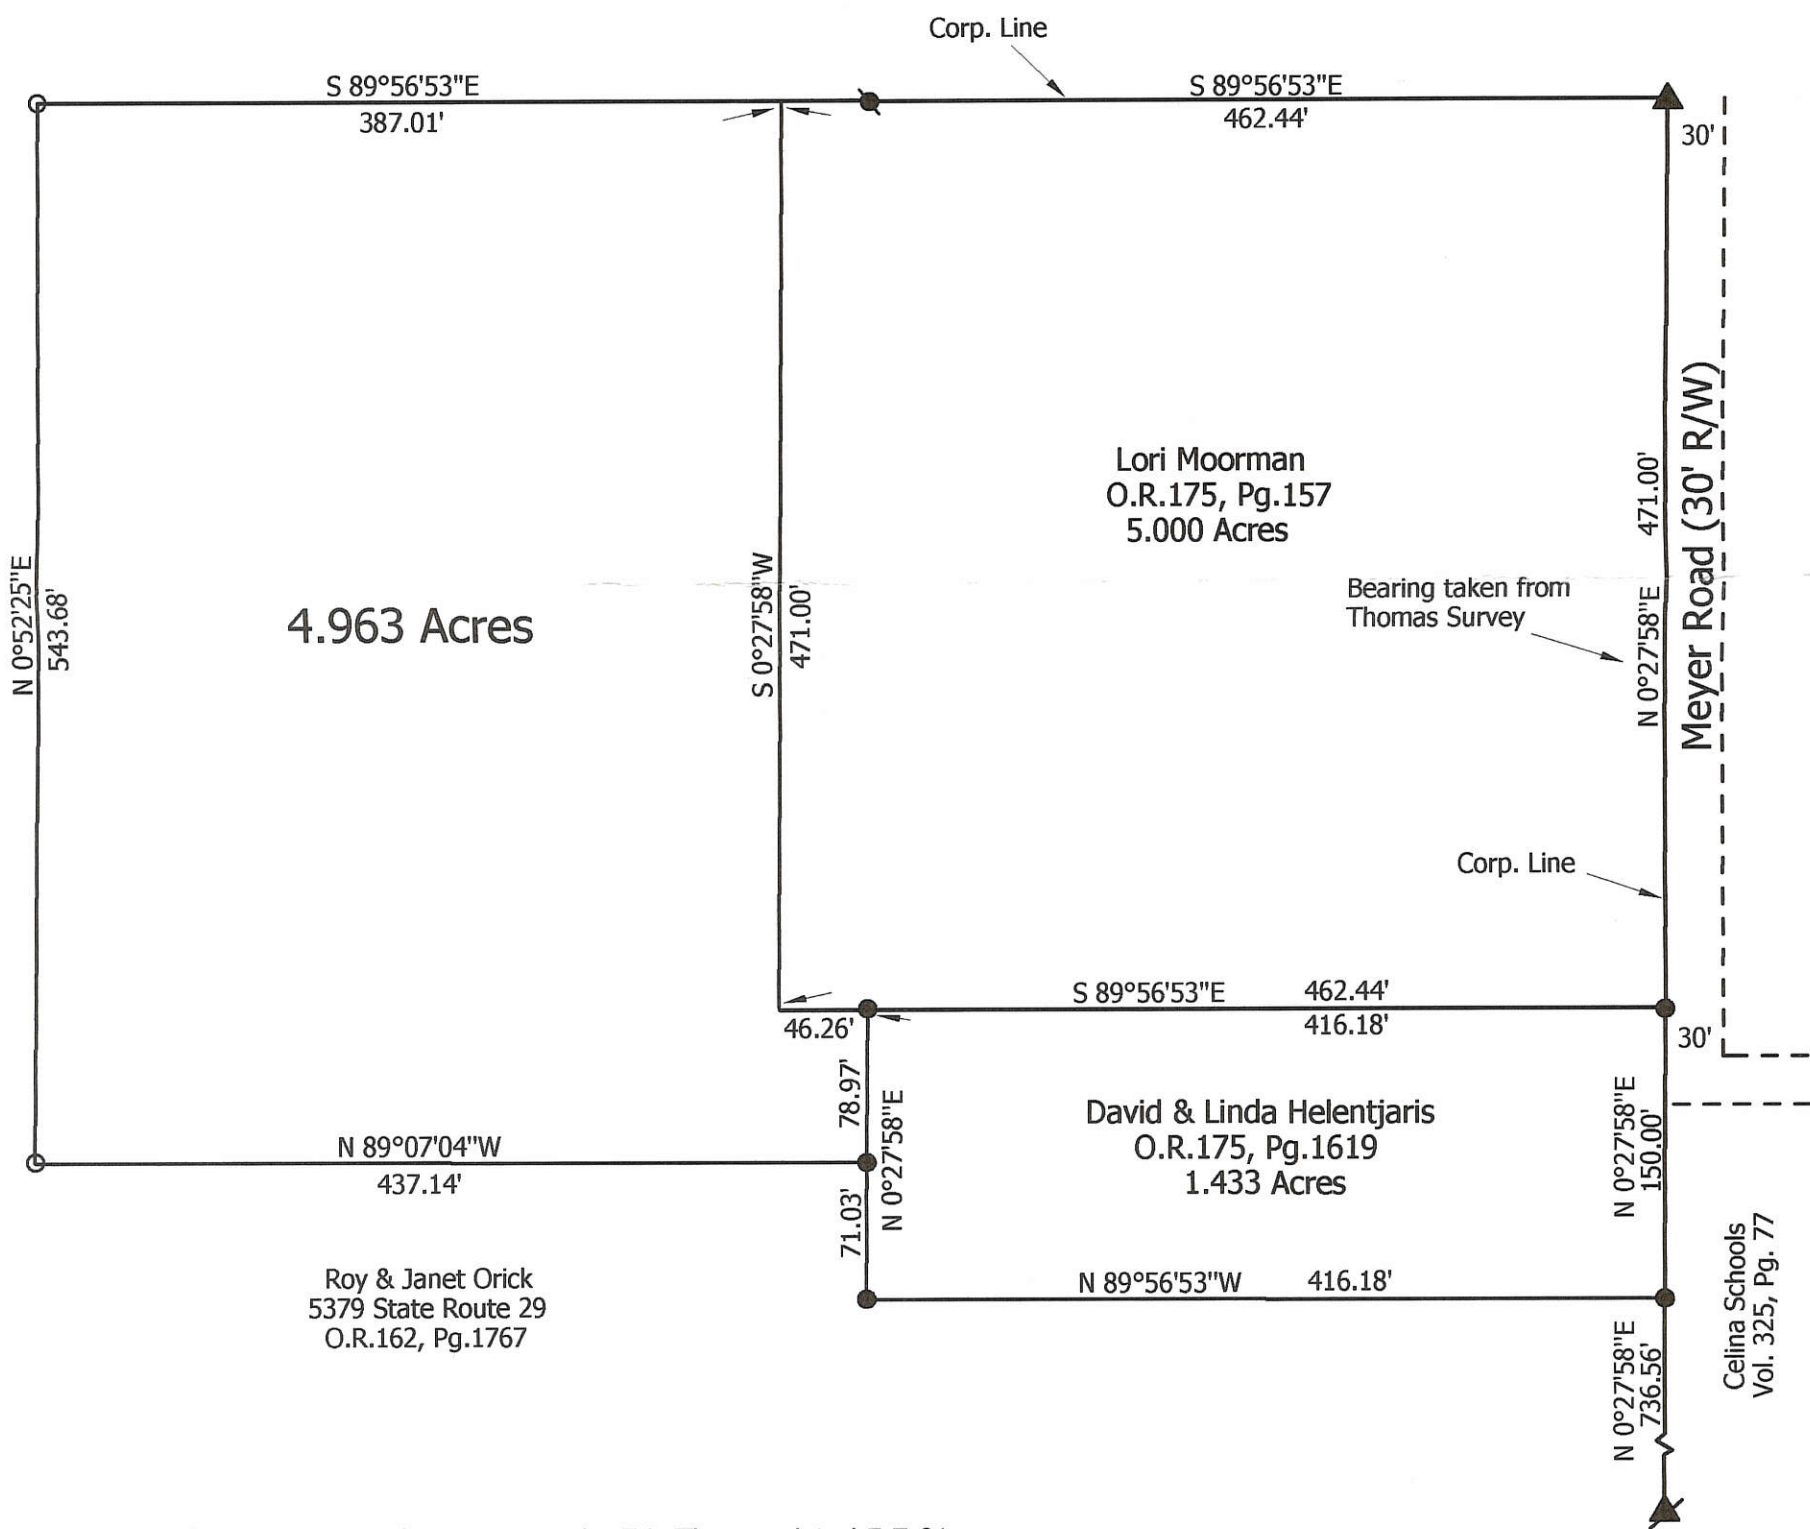 Corp. Line
S 89°56'53"E
387.01'
S 89°56'53"E
462.44'
30'
Lori Moorman
O.R.175, Pg.157
5.000 Acres
471.00'
Meyer Road (30' R/W)
N 0°52'25"E
543.68'
4.963 Acres
S 0°27'58"W
471.00'
Bearing taken from
Thomas Survey
N 0°27'58"E
Corp. Line
S 89°56'53"E 462.44'
46.26'
416.18'
30'
78.97'
N 0°27'58"E
David & Linda Helentjaris
O.R.175, Pg.1619
1.433 Acres
N 0°27'58"E
150.00'
N 89°07'04"W
437.14'
71.03'
Roy & Janet Orick
5379 State Route 29
O.R.162, Pg.1767
N 89°56'53"W 416.18'
Celina Schools
Vol. 325, Pg. 77
N 0°27'58"E
736.56'